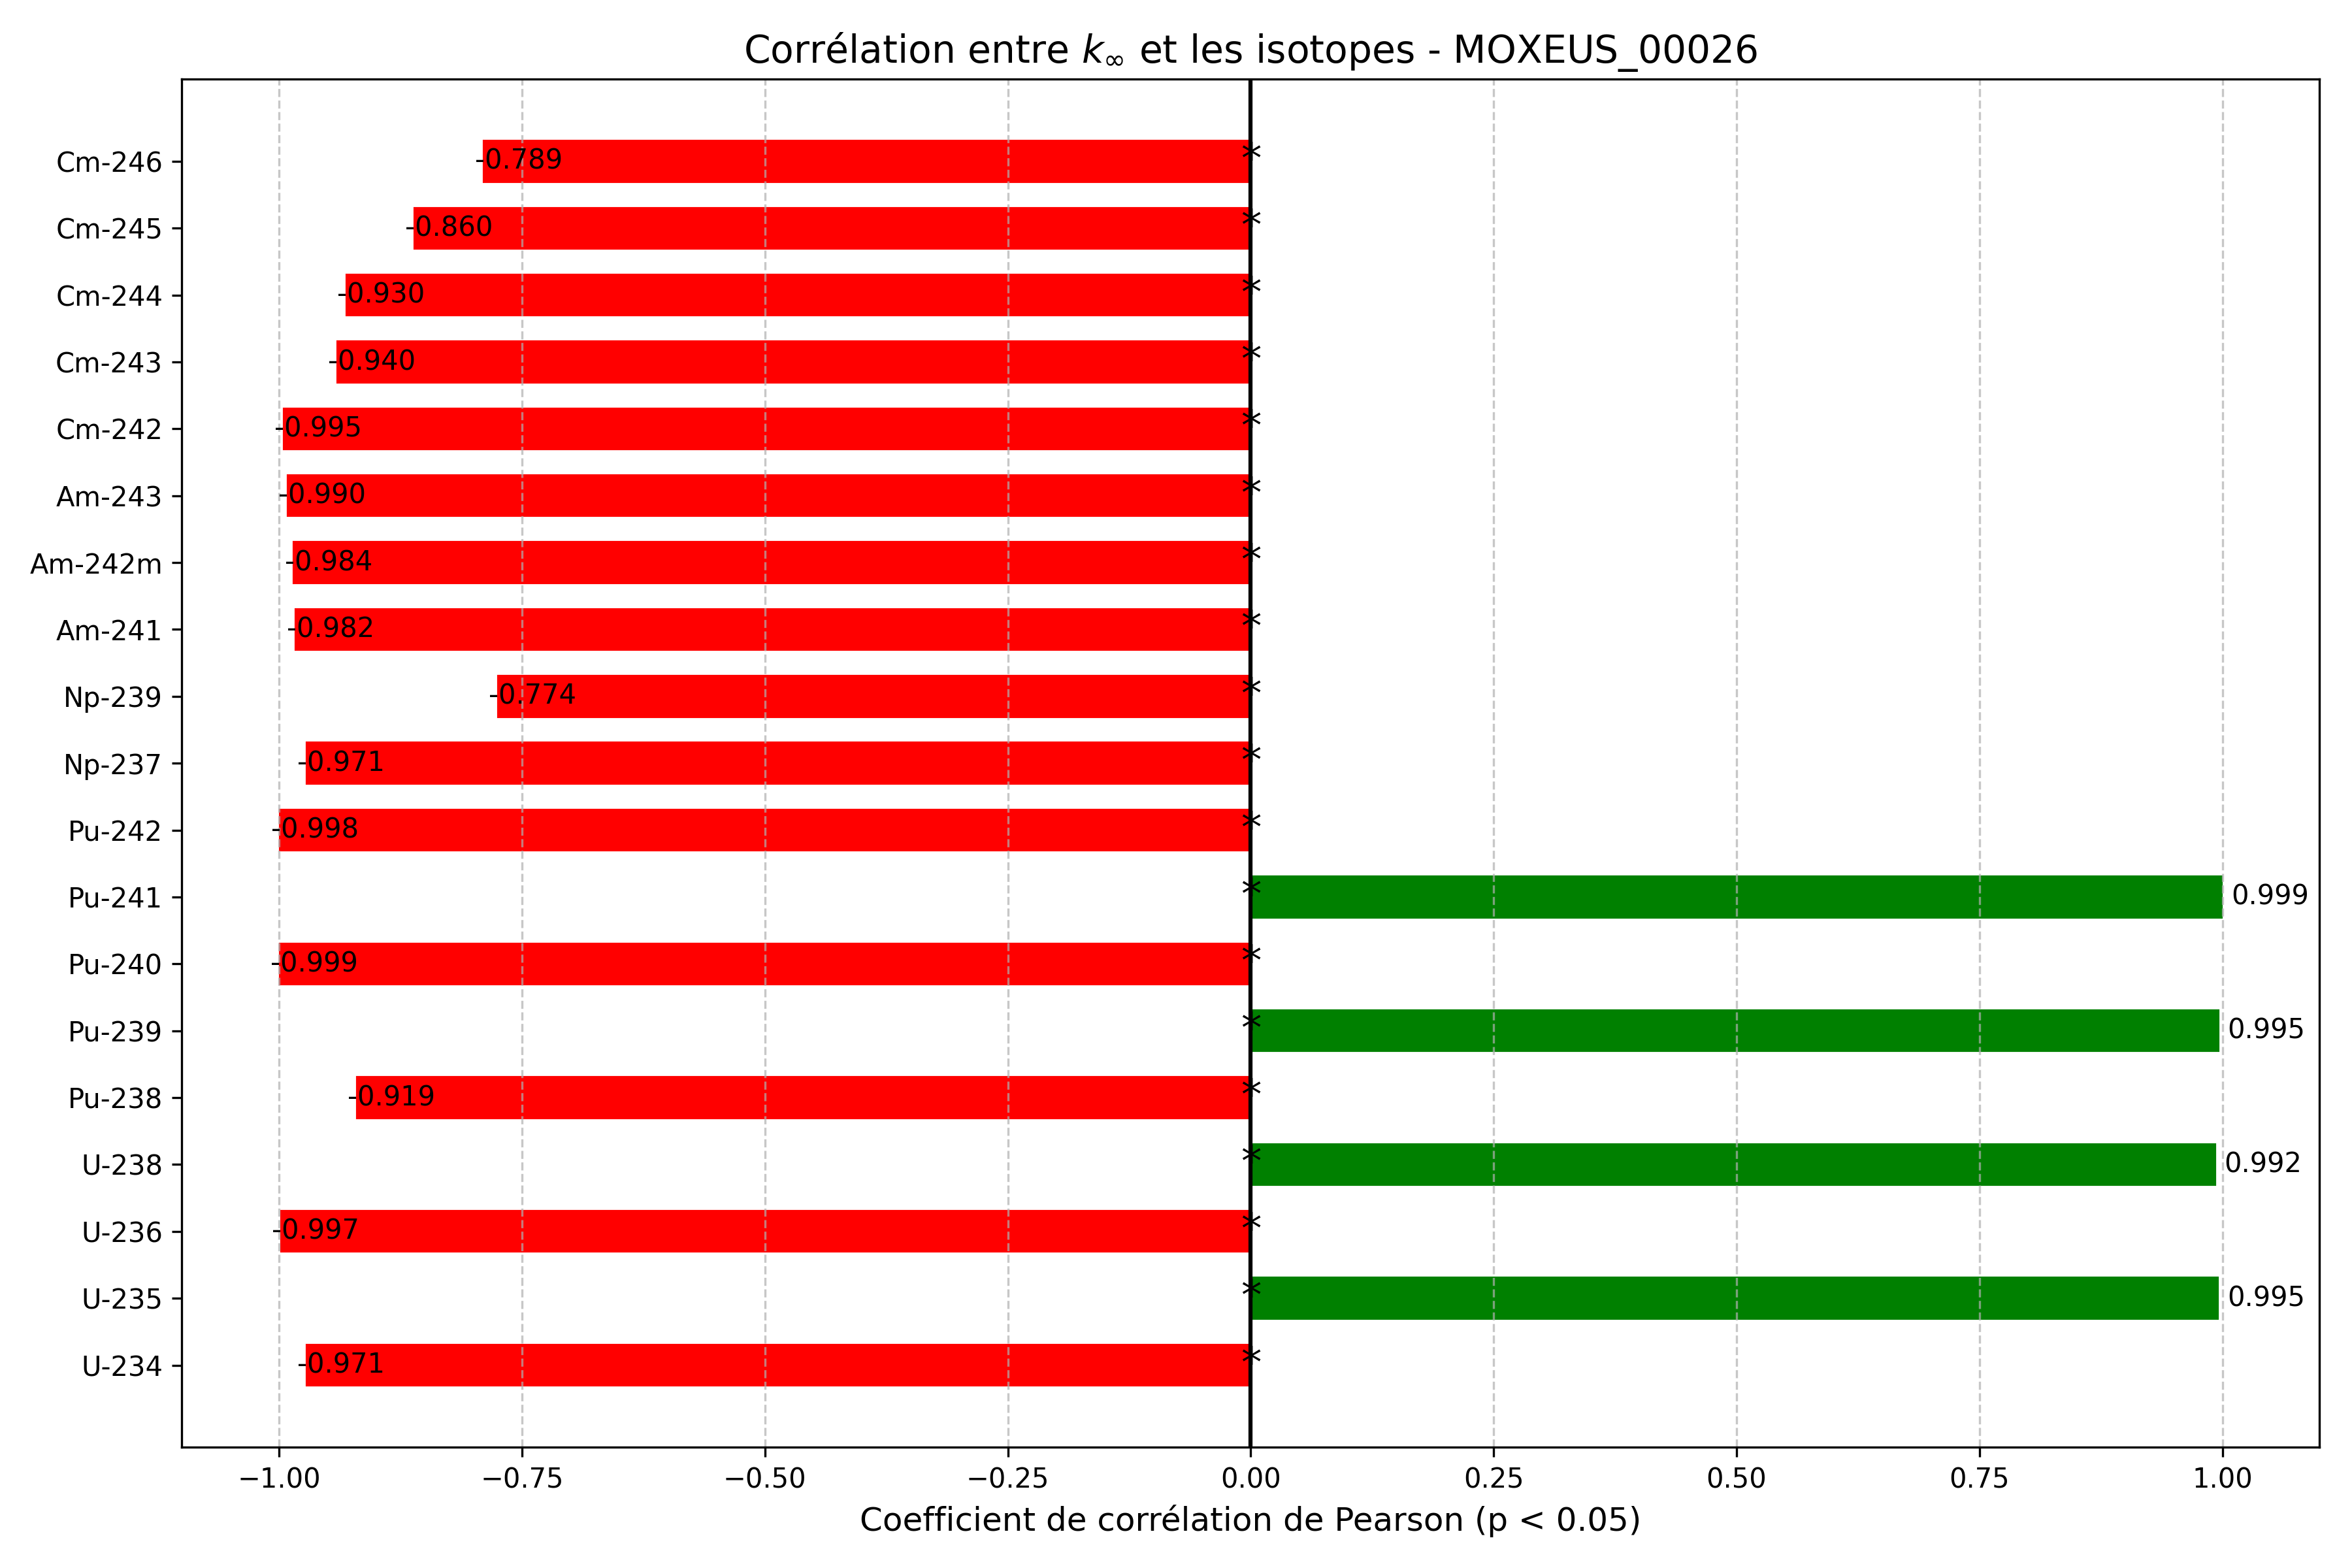 Corrélation entre k∞ et les isotopes - MOXEUS_00026
Cm-246 -0.789 *
Cm-245 -0.860 *
Cm-244 -0.930 *
Cm-243 -0.940 *
Cm-242 -0.995 *
Am-243 -0.990 *
Am-242m -0.984 *
Am-241 -0.982 *
Np-239 -0.774 *
Np-237 -0.971 *
Pu-242 -0.998 *
Pu-241 * 0.999
Pu-240 -0.999 *
Pu-239 * 0.995
Pu-238 -0.919 *
U-238 * 0.992
U-236 -0.997 *
U-235 * 0.995
U-234 -0.971 *
−1.00 −0.75 −0.50 −0.25 0.00 0.25 0.50 0.75 1.00
Coefficient de corrélation de Pearson (p < 0.05)